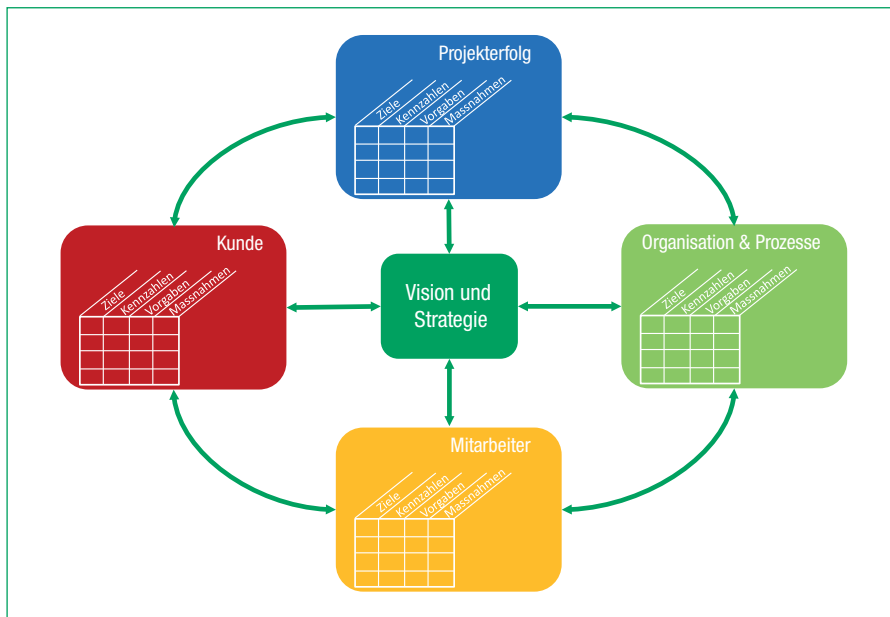 Projekterfolg
Ziele
Kennzahlen
Vorgaben
Massnahmen
Kunde
Ziele
Kennzahlen
Vorgaben
Massnahmen
Vision und
Strategie
Organisation & Prozesse
Ziele
Kennzahlen
Vorgaben
Massnahmen
Mitarbeiter
Ziele
Kennzahlen
Vorgaben
Massnahmen